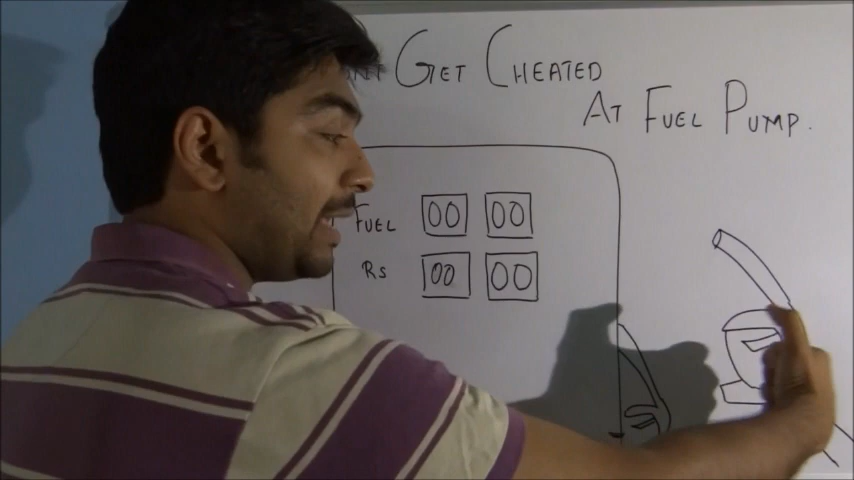 GET CHEATED
AT FUEL PUMP.
FUEL 00 00
RS 00 00